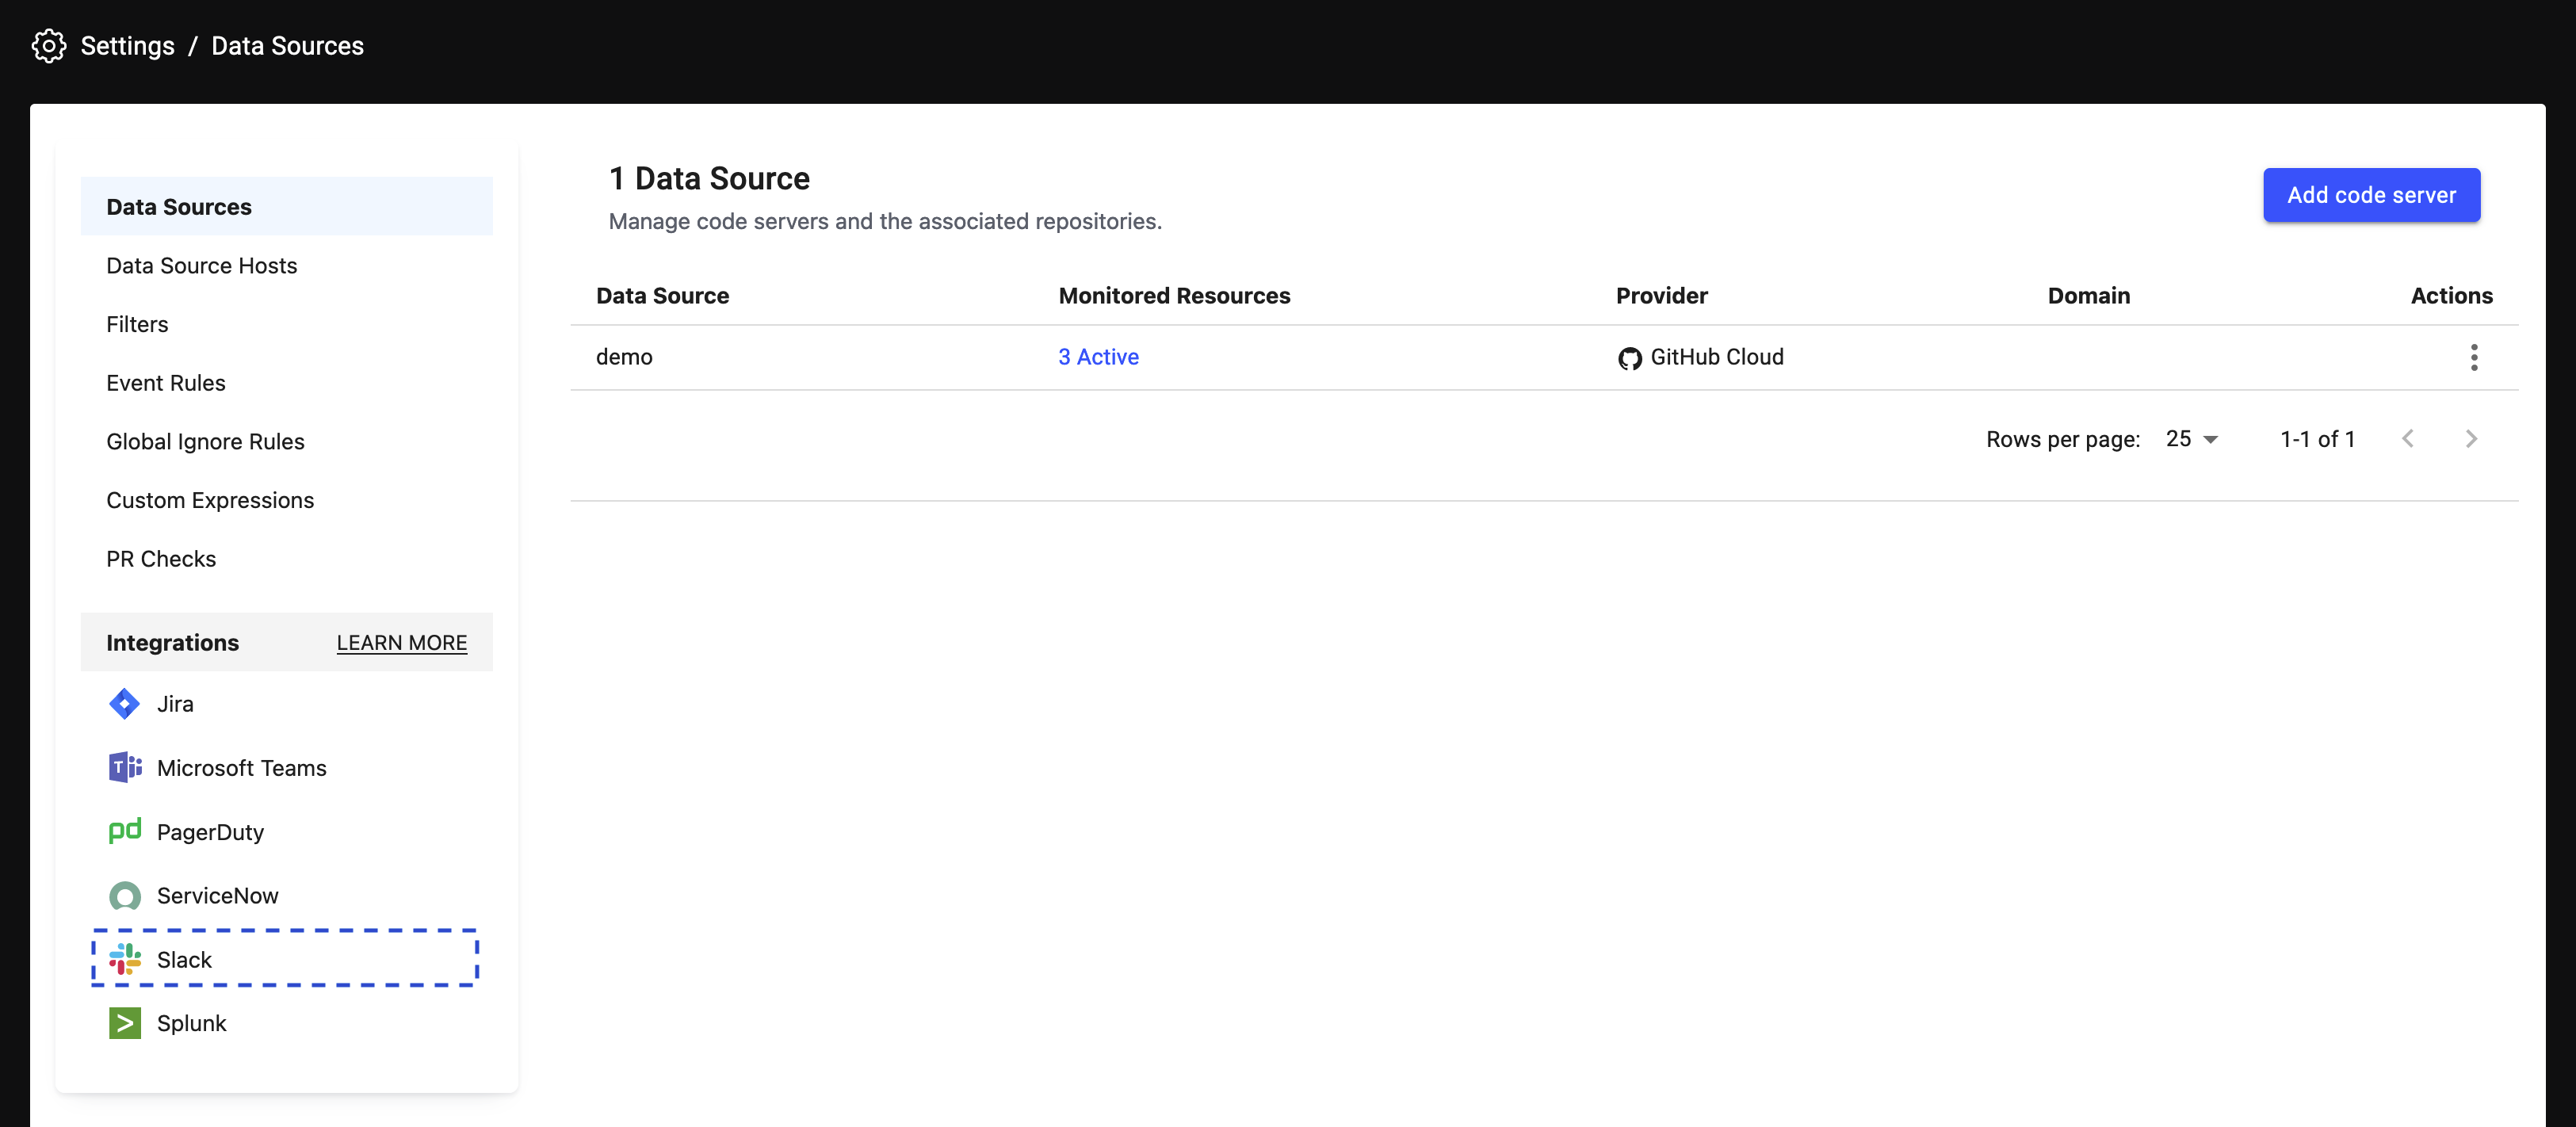 Settings / Data Sources
Data Sources
Data Source Hosts
Filters
Event Rules
Global Ignore Rules
Custom Expressions
PR Checks
Integrations LEARN MORE
Jira
Microsoft Teams
PagerDuty
ServiceNow
Slack
Splunk
1 Data Source
Manage code servers and the associated repositories.
Add code server
Data Source Monitored Resources Provider Domain Actions
demo 3 Active GitHub Cloud
Rows per page: 25 1-1 of 1